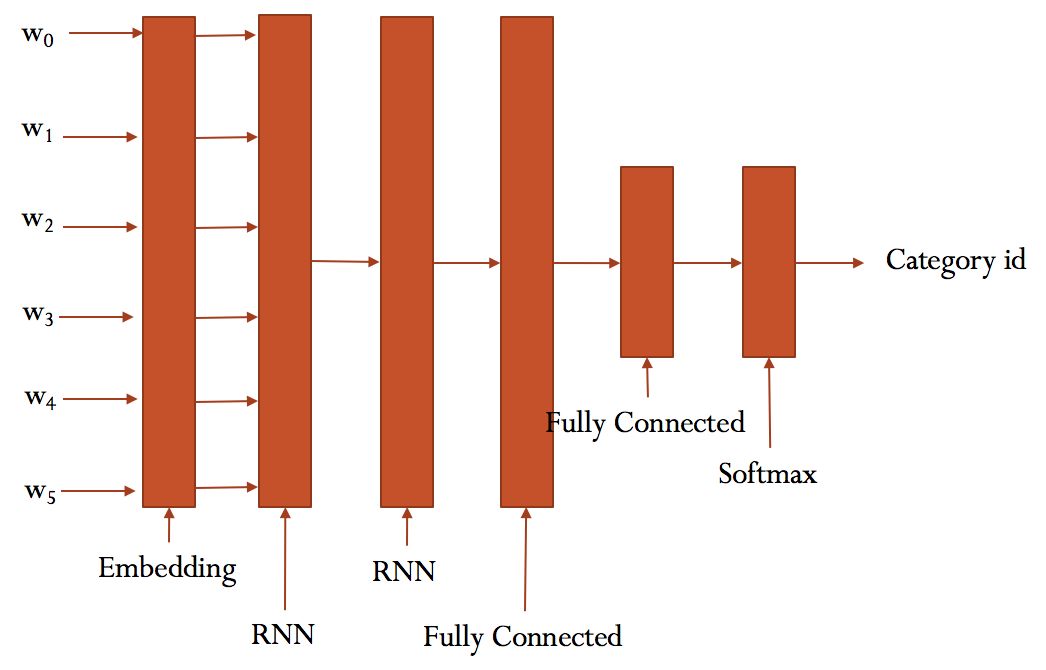 w0
w1
w2
w3
w4
w5
Category id
Fully Connected
Softmax
Embedding
RNN
RNN
Fully Connected